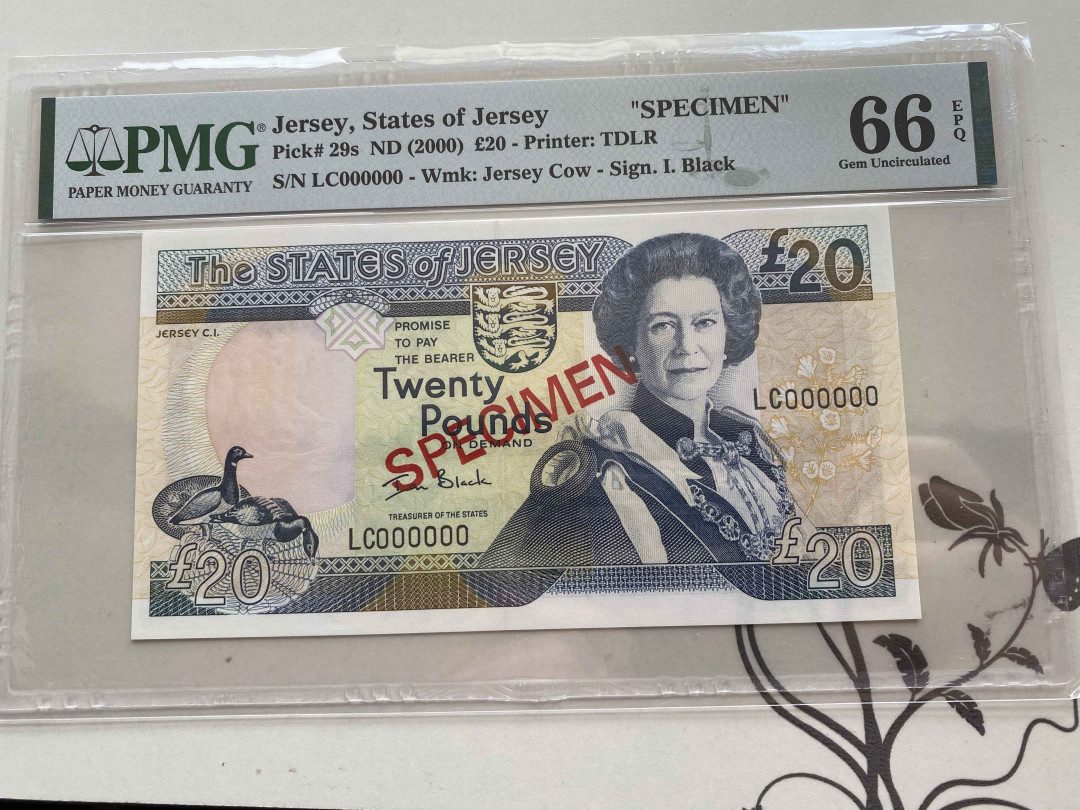 PMG®
PAPER MONEY GUARANTY
Jersey, States of Jersey "SPECIMEN"
Pick# 29s ND (2000) £20 - Printer: TDLR
S/N LC000000 - Wmk: Jersey Cow - Sign. I. Black
66
EPQ
Gem Uncirculated
The STATES of JERSEY
£20
JERSEY C.I.
PROMISE
TO PAY
THE BEARER
Twenty
Pounds
ON DEMAND
SPECIMEN
Ian Black
TREASURER OF THE STATES
LC000000
LC000000
£20
£20